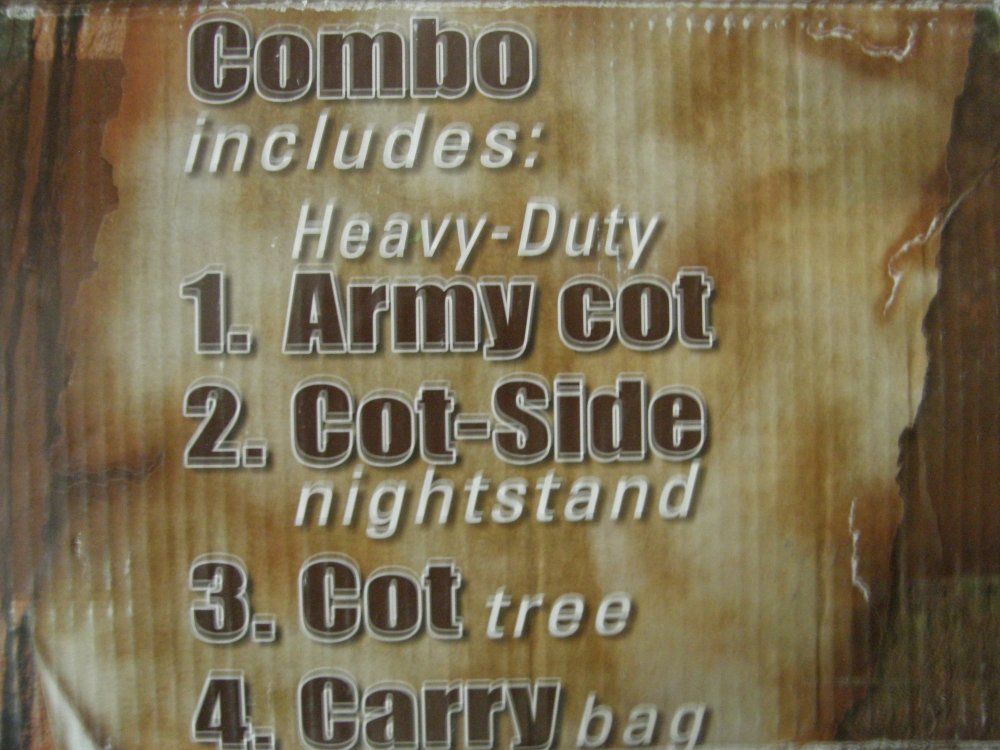 Combo
includes:
Heavy-Duty
1. Army cot
2. Cot-Side
nightstand
3. Cot tree
4. Carry bag